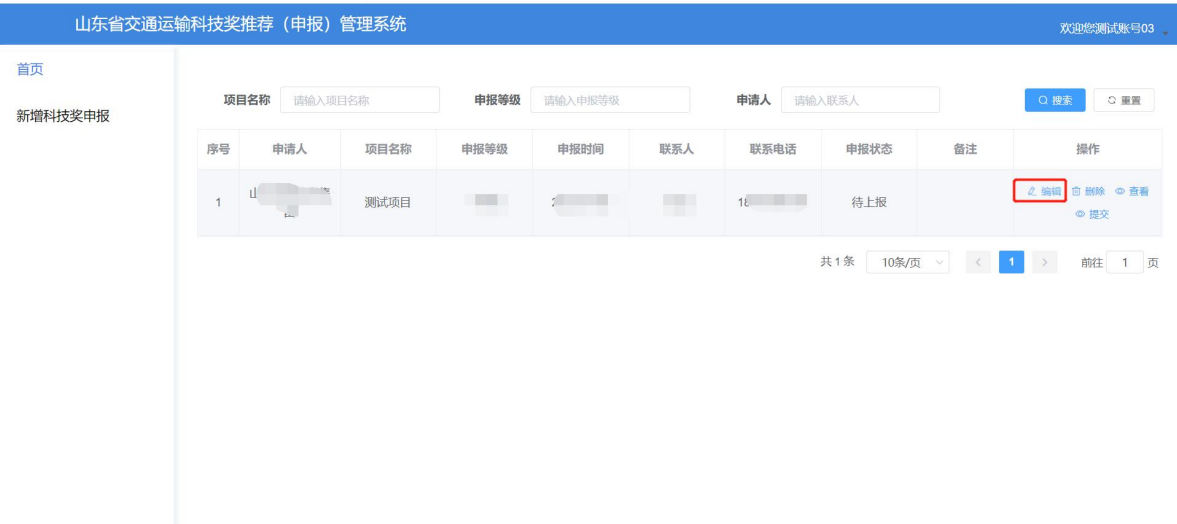 山东省交通运输科技奖推荐（申报）管理系统
欢迎您测试账号03
首页
新增科技奖申报
项目名称 请输入项目名称 申报等级 请输入申报等级 申请人 请输入联系人 搜索 重置
序号 申请人 项目名称 申报等级 申报时间 联系人 联系电话 申报状态 备注 操作
1 山 测试项目 2 18 待上报 编辑 删除 查看
提交
共 1 条 10条/页 < 1 > 前往 1 页